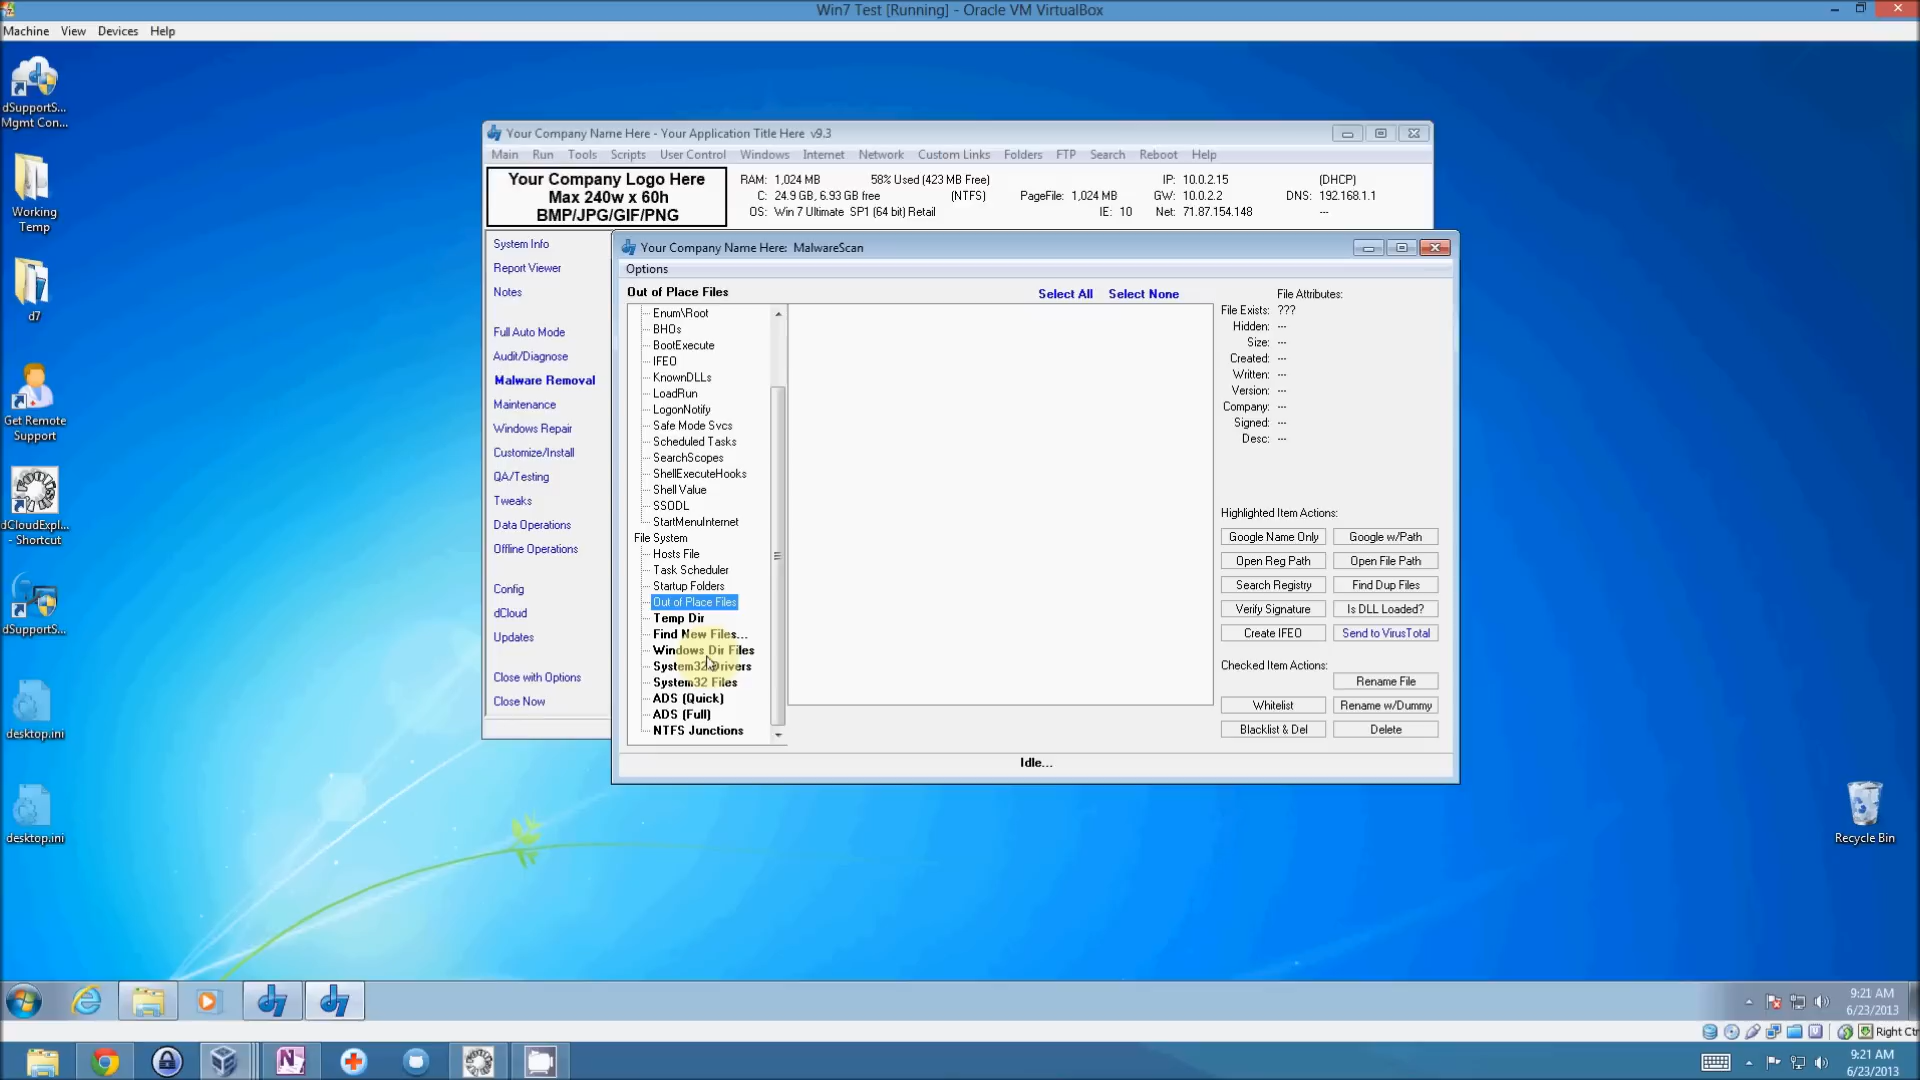 Win7 Test [Running] - Oracle VM VirtualBox
Machine View Devices Help
dSupportS...
Mgmt Con...
Working
Temp
d7
Get Remote
Support
dCloudExpl...
- Shortcut
dSupportS...
desktop.ini
desktop.ini
Recycle Bin
Your Company Name Here - Your Application Title Here v9.3
Main Run Tools Scripts User Control Windows Internet Network Custom Links Folders FTP Search Reboot Help
Your Company Logo Here
Max 240w x 60h
BMP/JPG/GIF/PNG
RAM: 1,024 MB 58% Used (423 MB Free) IP: 10.0.2.15 (DHCP)
C: 24.9 GB, 6.93 GB free (NTFS) PageFile: 1,024 MB GW: 10.0.2.2 DNS: 192.168.1.1
OS: Win 7 Ultimate SP1 (64 bit) Retail IE: 10 Net: 71.87.154.148 ---
System Info
Report Viewer
Notes
Full Auto Mode
Audit/Diagnose
Malware Removal
Maintenance
Windows Repair
Customize/Install
QA/Testing
Tweaks
Data Operations
Offline Operations
Config
dCloud
Updates
Close with Options
Close Now
Your Company Name Here: MalwareScan
Options
Out of Place Files
Select All Select None
Enum\Root
BHOs
BootExecute
IFEO
KnownDLLs
LoadRun
LogonNotify
Safe Mode Svcs
Scheduled Tasks
SearchScopes
ShellExecuteHooks
Shell Value
SSODL
StartMenuInternet
File System
Hosts File
Task Scheduler
Startup Folders
Out of Place Files
Temp Dir
Find New Files...
Windows Dir Files
System32 Drivers
System32 Files
ADS (Quick)
ADS (Full)
NTFS Junctions
File Attributes:
File Exists: ???
Hidden: ---
Size: ---
Created: ---
Written: ---
Version: ---
Company: ---
Signed: ---
Desc: ---
Highlighted Item Actions:
Google Name Only Google w/Path
Open Reg Path Open File Path
Search Registry Find Dup Files
Verify Signature Is DLL Loaded?
Create IFEO Send to VirusTotal
Checked Item Actions:
Rename File
Whitelist Rename w/Dummy
Blacklist & Del Delete
Idle...
9:21 AM
6/23/2013
Right Ctrl
9:21 AM
6/23/2013